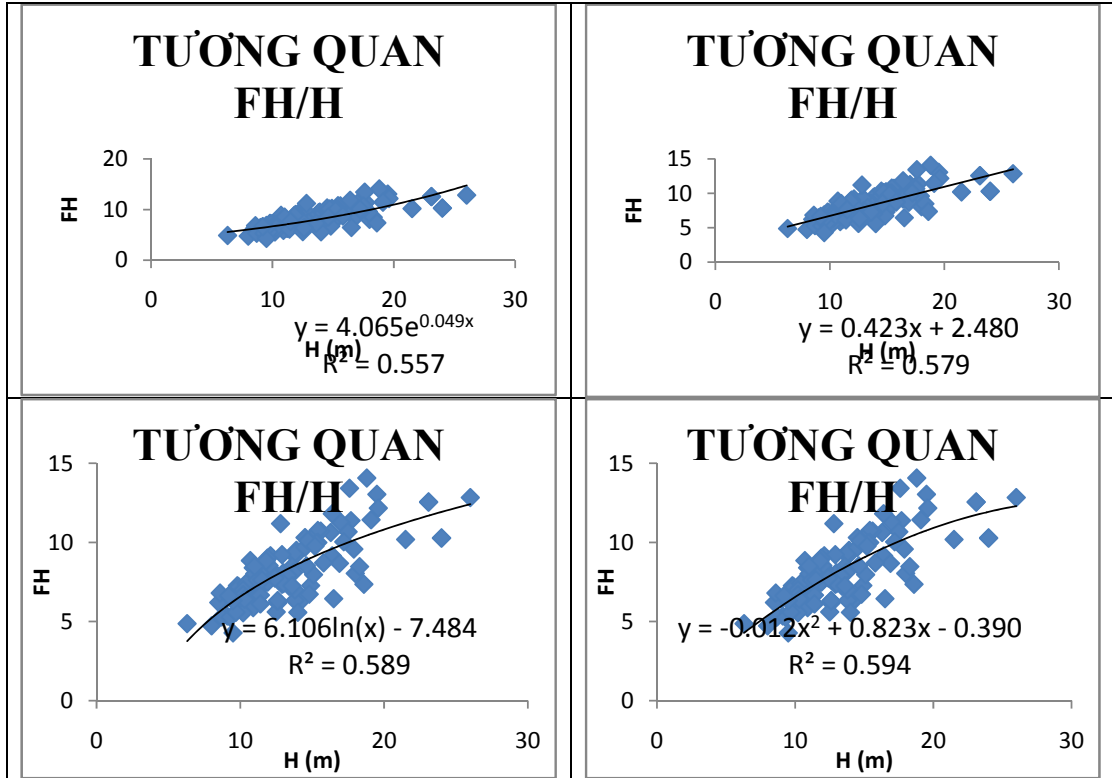 TƯƠNG QUAN
FH/H
20
10
0
FH
0 10 20 30
y = 4.065e^0.049x
H (m)
R² = 0.557
TƯƠNG QUAN
FH/H
15
10
5
0
FH
0 10 20 30
y = 0.423x + 2.480
H (m)
R² = 0.579
TƯƠNG QUAN
FH/H
15
10
5
0
FH
y = 6.106ln(x) - 7.484
R² = 0.589
0 10 20 30
H (m)
TƯƠNG QUAN
FH/H
15
10
5
0
FH
y = -0.012x² + 0.823x - 0.390
R² = 0.594
0 10 20 30
H (m)